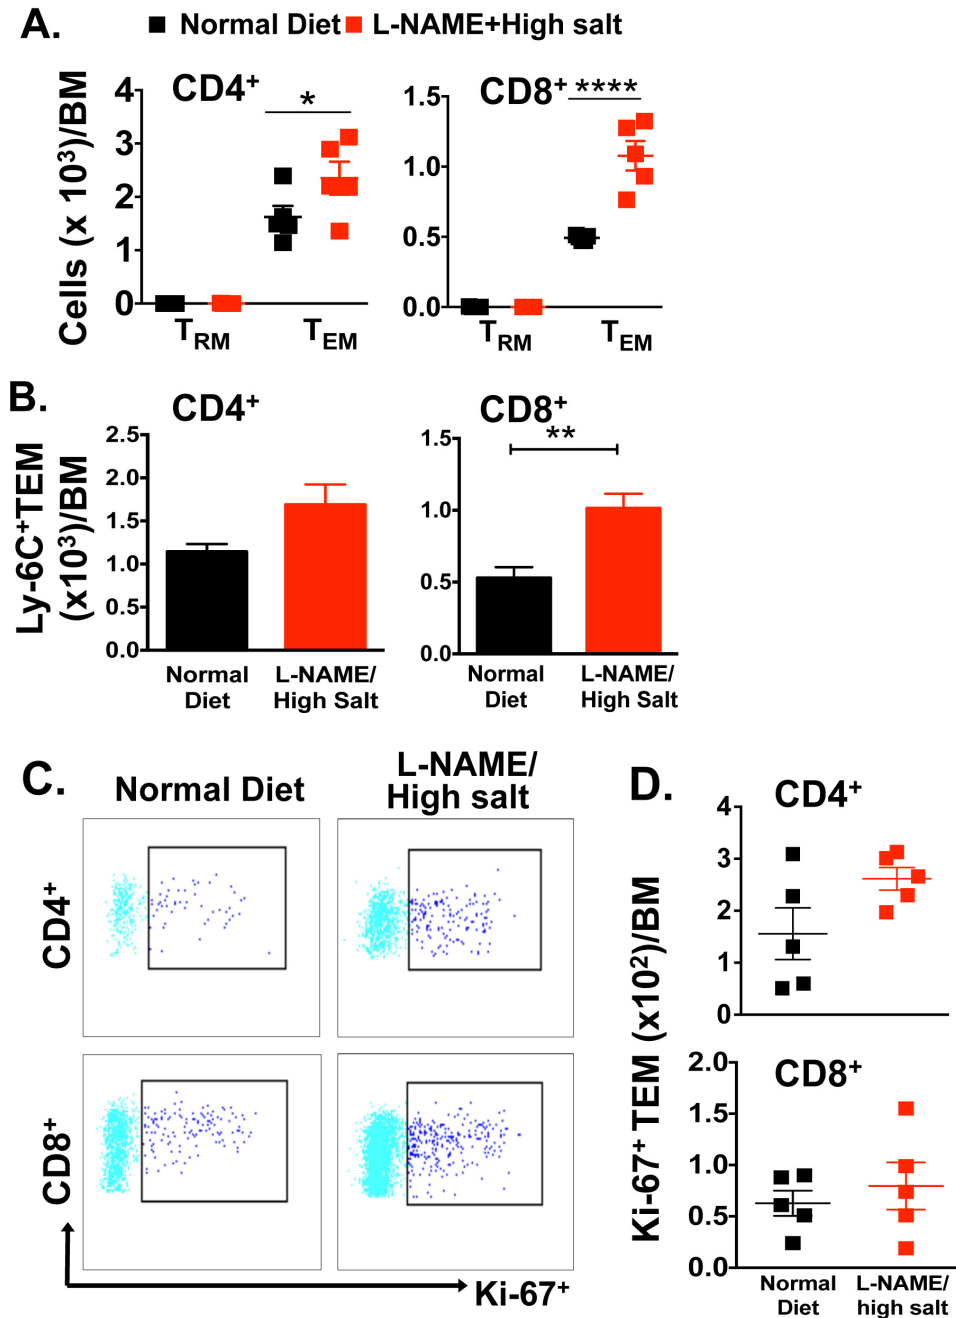 A.
Normal Diet L-NAME+High salt
Cells (x 10³)/BM
CD4⁺
*
4
3
2
1
0
T_RM T_EM
CD8⁺
****
1.5
1.0
0.5
0.0
T_RM T_EM
B.
Ly-6C⁺TEM
(x10³)/BM
CD4⁺
2.5
2.0
1.5
1.0
0.5
0.0
Normal
Diet
L-NAME/
High Salt
CD8⁺
**
1.5
1.0
0.5
0.0
Normal
Diet
L-NAME/
High Salt
C.
Normal Diet
L-NAME/
High salt
CD4⁺
CD8⁺
Ki-67⁺
D.
Ki-67⁺ TEM (x10²)/BM
CD4⁺
4
3
2
1
0
CD8⁺
2.0
1.5
1.0
0.5
0.0
Normal
Diet
L-NAME/
high salt